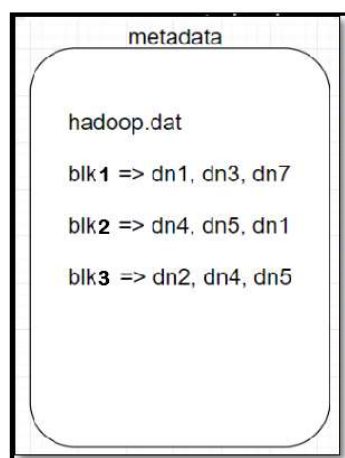 metadata
hadoop.dat
blk1 => dn1, dn3, dn7
blk2 => dn4, dn5, dn1
blk3 => dn2, dn4, dn5